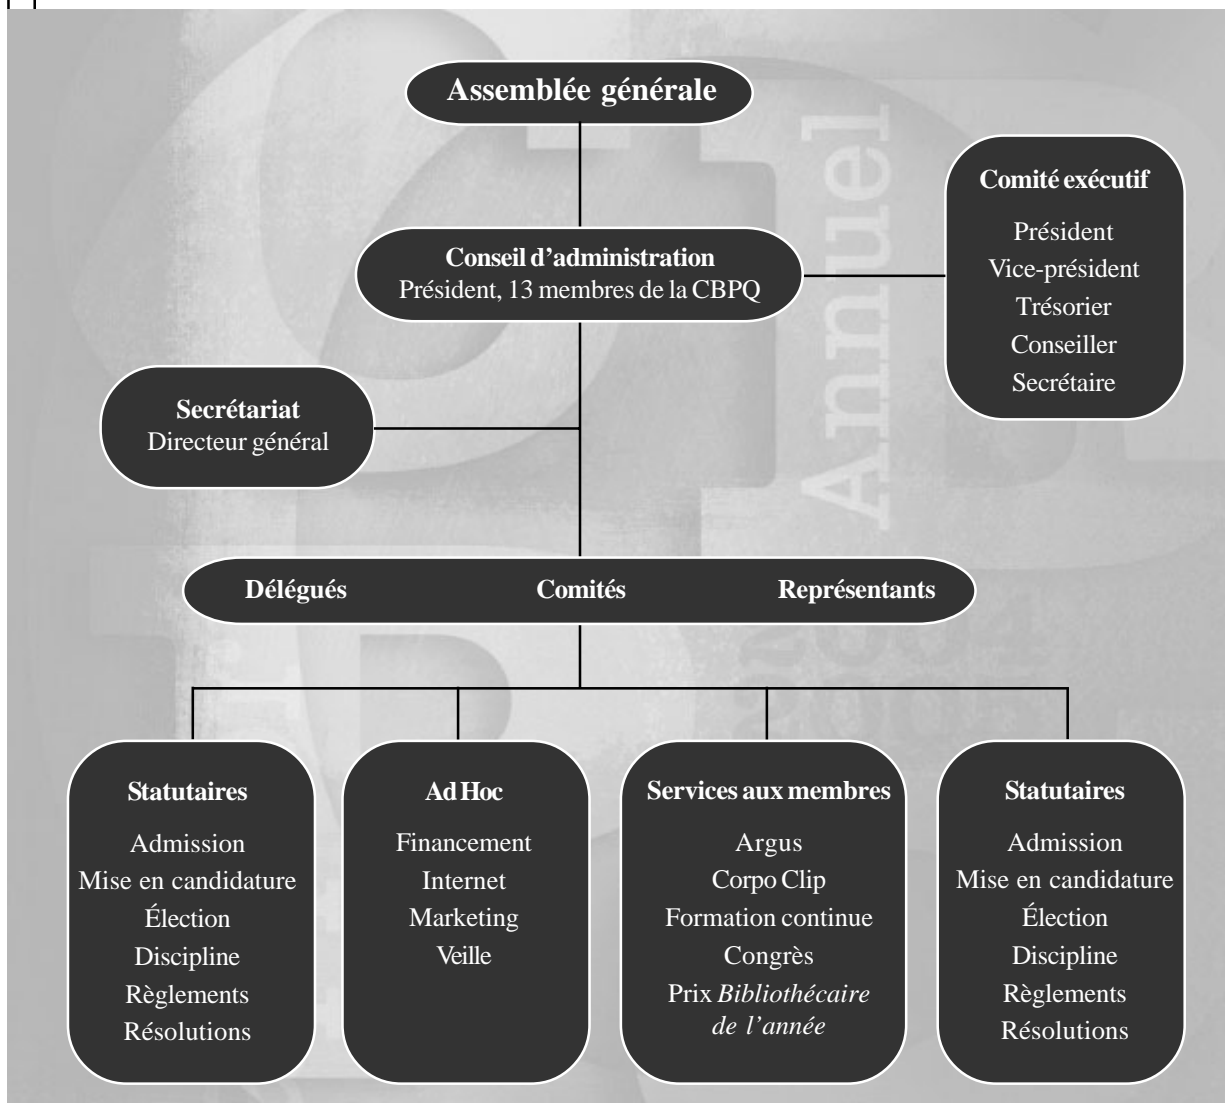 Assemblée générale
Comité exécutif
Président
Vice-président
Trésorier
Conseiller
Secrétaire
Conseil d'administration
Président, 13 membres de la CBPQ
Secrétariat
Directeur général
Délégués Comités Représentants
Statutaires
Admission
Mise en candidature
Élection
Discipline
Règlements
Résolutions
Ad Hoc
Financement
Internet
Marketing
Veille
Services aux membres
Argus
Corpo Clip
Formation continue
Congrès
Prix Bibliothécaire
de l'année
Statutaires
Admission
Mise en candidature
Élection
Discipline
Règlements
Résolutions
Annuel